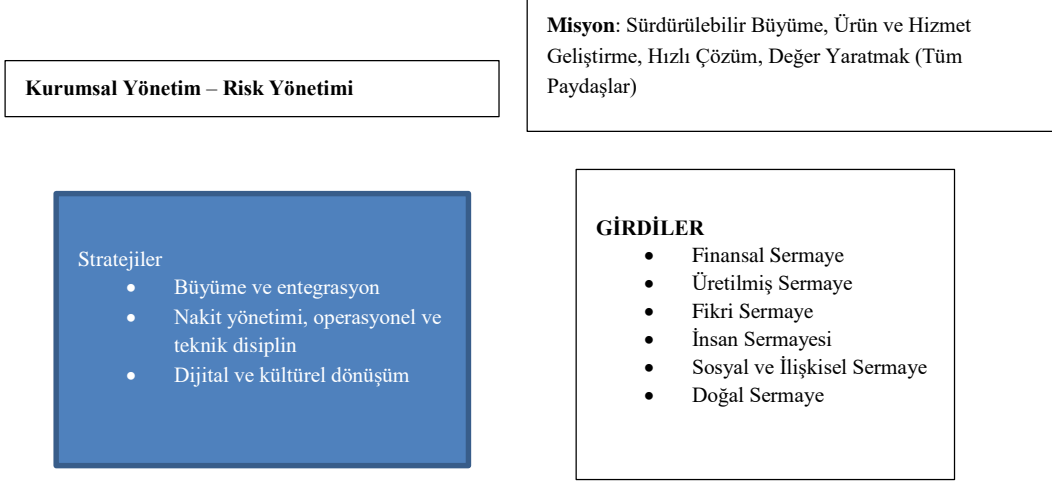 Kurumsal Yönetim – Risk Yönetimi
Misyon: Sürdürülebilir Büyüme, Ürün ve Hizmet
Geliştirme, Hızlı Çözüm, Değer Yaratmak (Tüm
Paydaşlar)
Stratejiler
• Büyüme ve entegrasyon
• Nakit yönetimi, operasyonel ve
teknik disiplin
• Dijital ve kültürel dönüşüm
GİRDİLER
• Finansal Sermaye
• Üretilmiş Sermaye
• Fikri Sermaye
• İnsan Sermayesi
• Sosyal ve İlişkisel Sermaye
• Doğal Sermaye